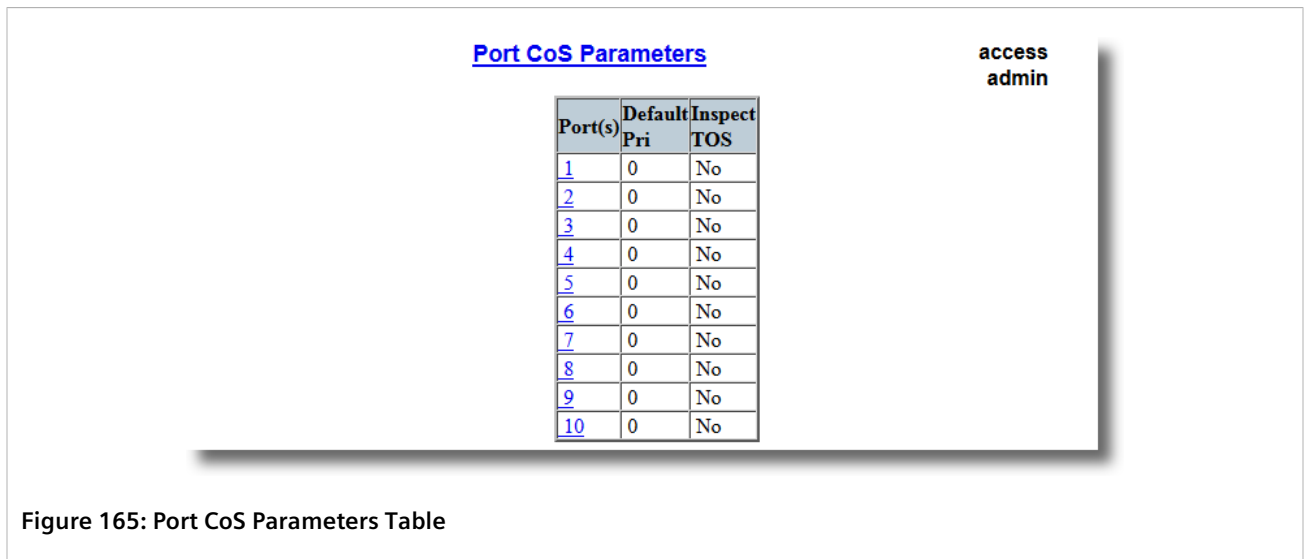 Port CoS Parameters
access
admin
Port(s) Default Pri Inspect TOS
1 0 No
2 0 No
3 0 No
4 0 No
5 0 No
6 0 No
7 0 No
8 0 No
9 0 No
10 0 No
Figure 165: Port CoS Parameters Table